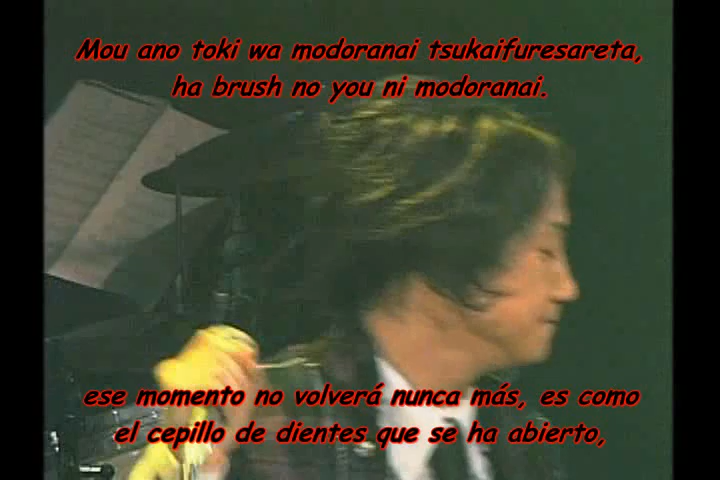 Mou ano toki wa modoranai tsukaifuresareta,
ha brush no you ni modoranai.
ese momento no volverá nunca más, es como
el cepillo de dientes que se ha abierto,